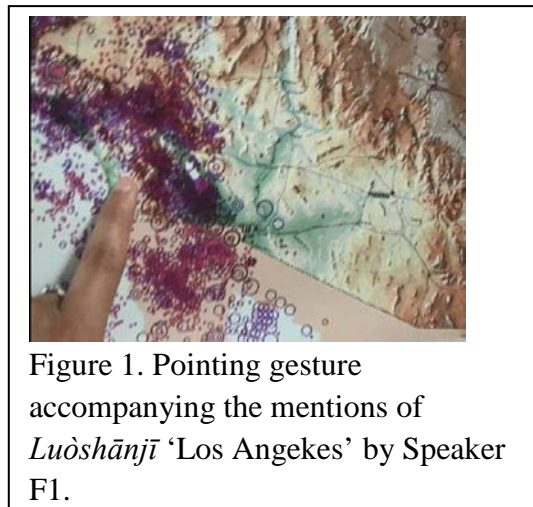 Figure 1. Pointing gesture
accompanying the mentions of
Luòshānjī ‘Los Angekes’ by Speaker
F1.